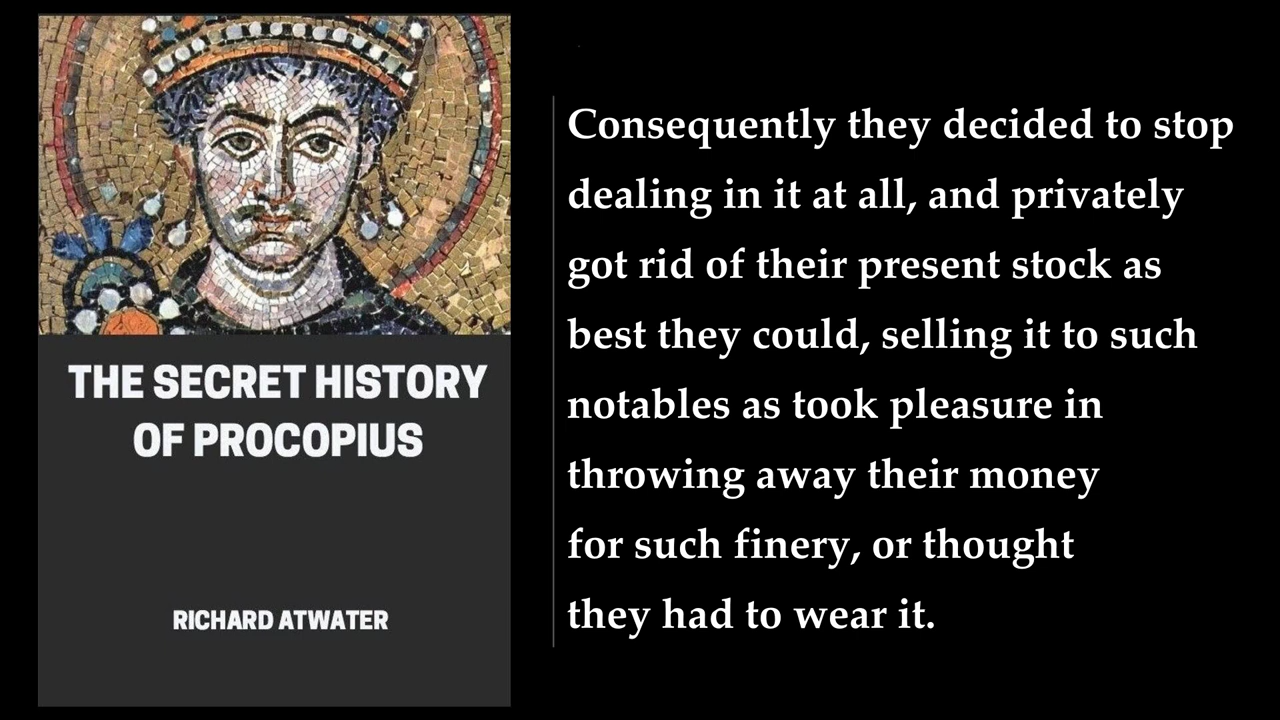 THE SECRET HISTORY
OF PROCOPIUS
RICHARD ATWATER
Consequently they decided to stop
dealing in it at all, and privately
got rid of their present stock as
best they could, selling it to such
notables as took pleasure in
throwing away their money
for such finery, or thought
they had to wear it.